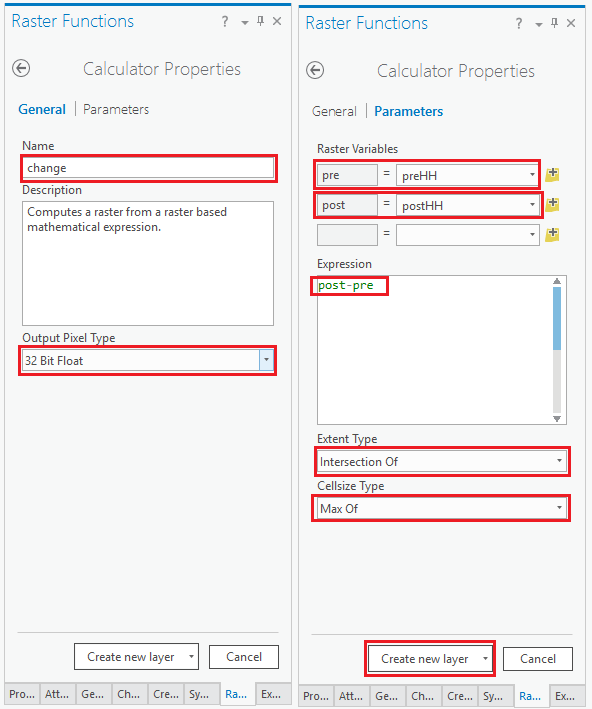 Raster Functions
?
Calculator Properties
General | Parameters
Name
change
Description
Computes a raster from a raster based
mathematical expression.
Output Pixel Type
32 Bit Float
Create new layer
Cancel
Pro... Att... Ge... Ch... Cre... Sy... Ra... Ex...
Raster Functions
?
Calculator Properties
General | Parameters
Raster Variables
pre = preHH
post = postHH
=
Expression
post-pre
Extent Type
Intersection Of
Cellsize Type
Max Of
Create new layer
Cancel
Pro... Att... Ge... Ch... Cre... Sy... Ra... Ex...